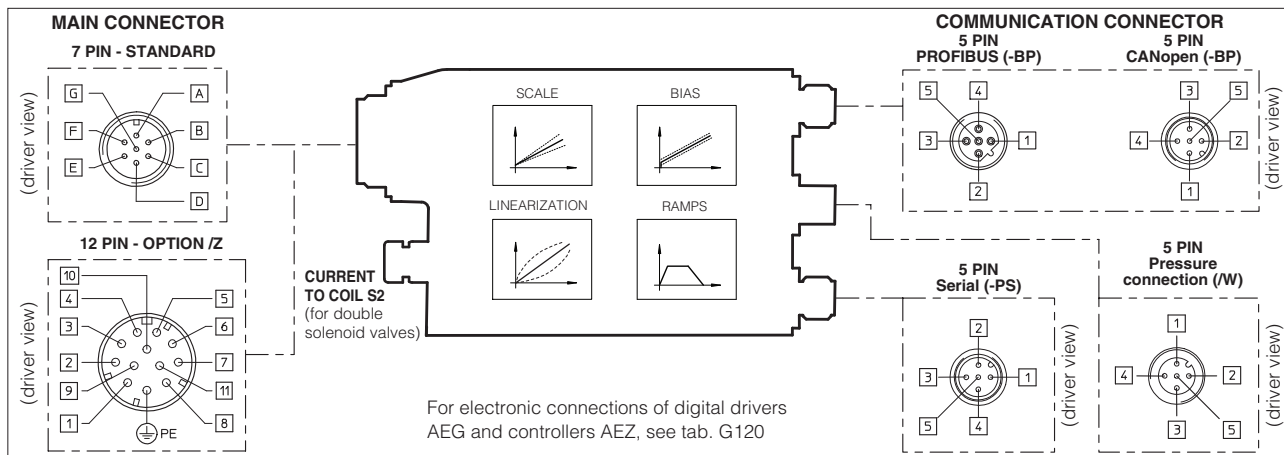 MAIN CONNECTOR
7 PIN - STANDARD
(driver view)
G
A
F
B
E
C
D
12 PIN - OPTION /Z
(driver view)
10
4
5
3
6
2
7
9
11
1
8
PE
CURRENT
TO COIL S2
(for double
solenoid valves)
SCALE
BIAS
LINEARIZATION
RAMPS
For electronic connections of digital drivers
AEG and controllers AEZ, see tab. G120
COMMUNICATION CONNECTOR
5 PIN
PROFIBUS (-BP)
5
4
3
1
2
5 PIN
CANopen (-BP)
3
5
4
2
1
(driver view)
5 PIN
Serial (-PS)
2
3
1
5
4
(driver view)
5 PIN
Pressure
connection (/W)
1
4
2
3
5
(driver view)